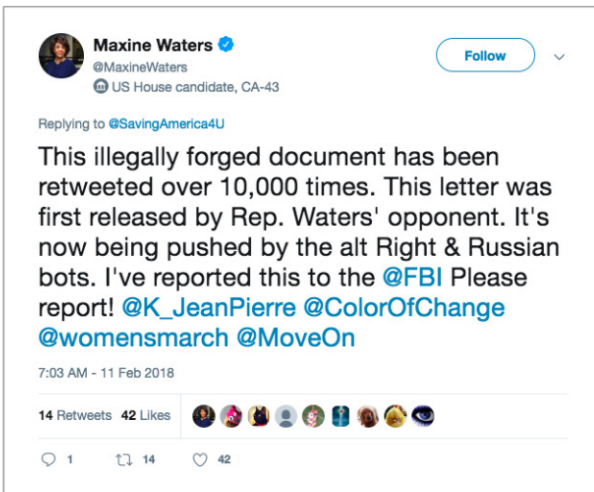 Maxine Waters
@MaxineWaters
US House candidate, CA-43
Follow
Replying to @SavingAmerica4U
This illegally forged document has been
retweeted over 10,000 times. This letter was
first released by Rep. Waters' opponent. It's
now being pushed by the alt Right & Russian
bots. I've reported this to the @FBI Please
report! @K_JeanPierre @ColorOfChange
@womensmarch @MoveOn
7:03 AM - 11 Feb 2018
14 Retweets 42 Likes
1 14 42